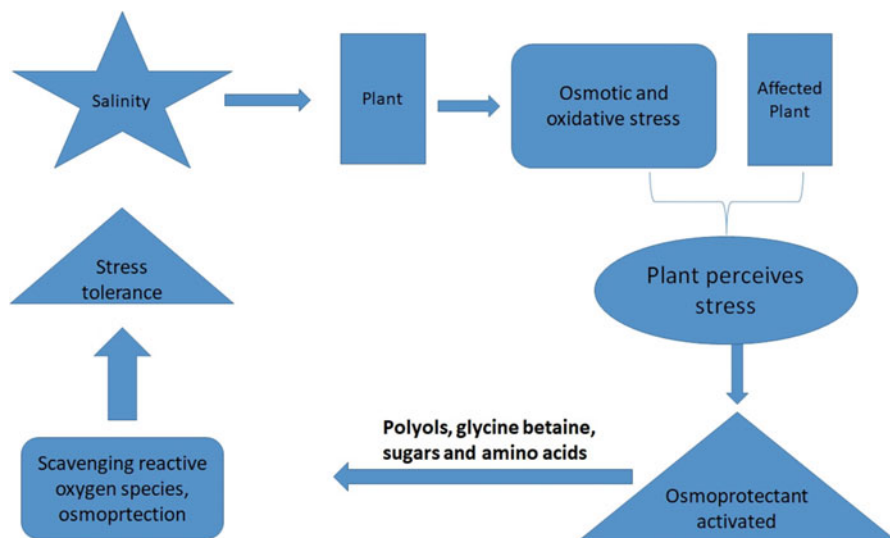 Salinity
Plant
Osmotic and
oxidative stress
Affected
Plant
Plant perceives
stress
Osmoprotectant
activated
Polyols, glycine betaine,
sugars and amino acids
Scavenging reactive
oxygen species,
osmoprtection
Stress
tolerance